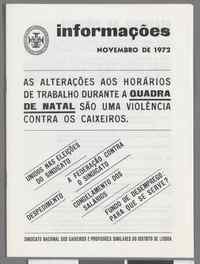 informações
NOVEMBRO DE 1973
AS ALTERAÇÕES AOS HORÁRIOS
DE TRABALHO DURANTE A QUADRA
DE NATAL SÃO UMA VIOLÊNCIA
CONTRA OS CAIXEIROS.
UNIDOS NAS ELEIÇÕES
DO SINDICATO
A FEDERAÇÃO CONTRA
O SINDICATO
DESPEDIMENTO
CONGELAMENTO DOS
SALÁRIOS
FUNDO DE DESEMPREGO
PARA QUE SE SERVE?
SINDICATO NACIONAL DOS CAIXEIROS E PROFISSÕES SIMILARES DO DISTRITO DE LISBOA